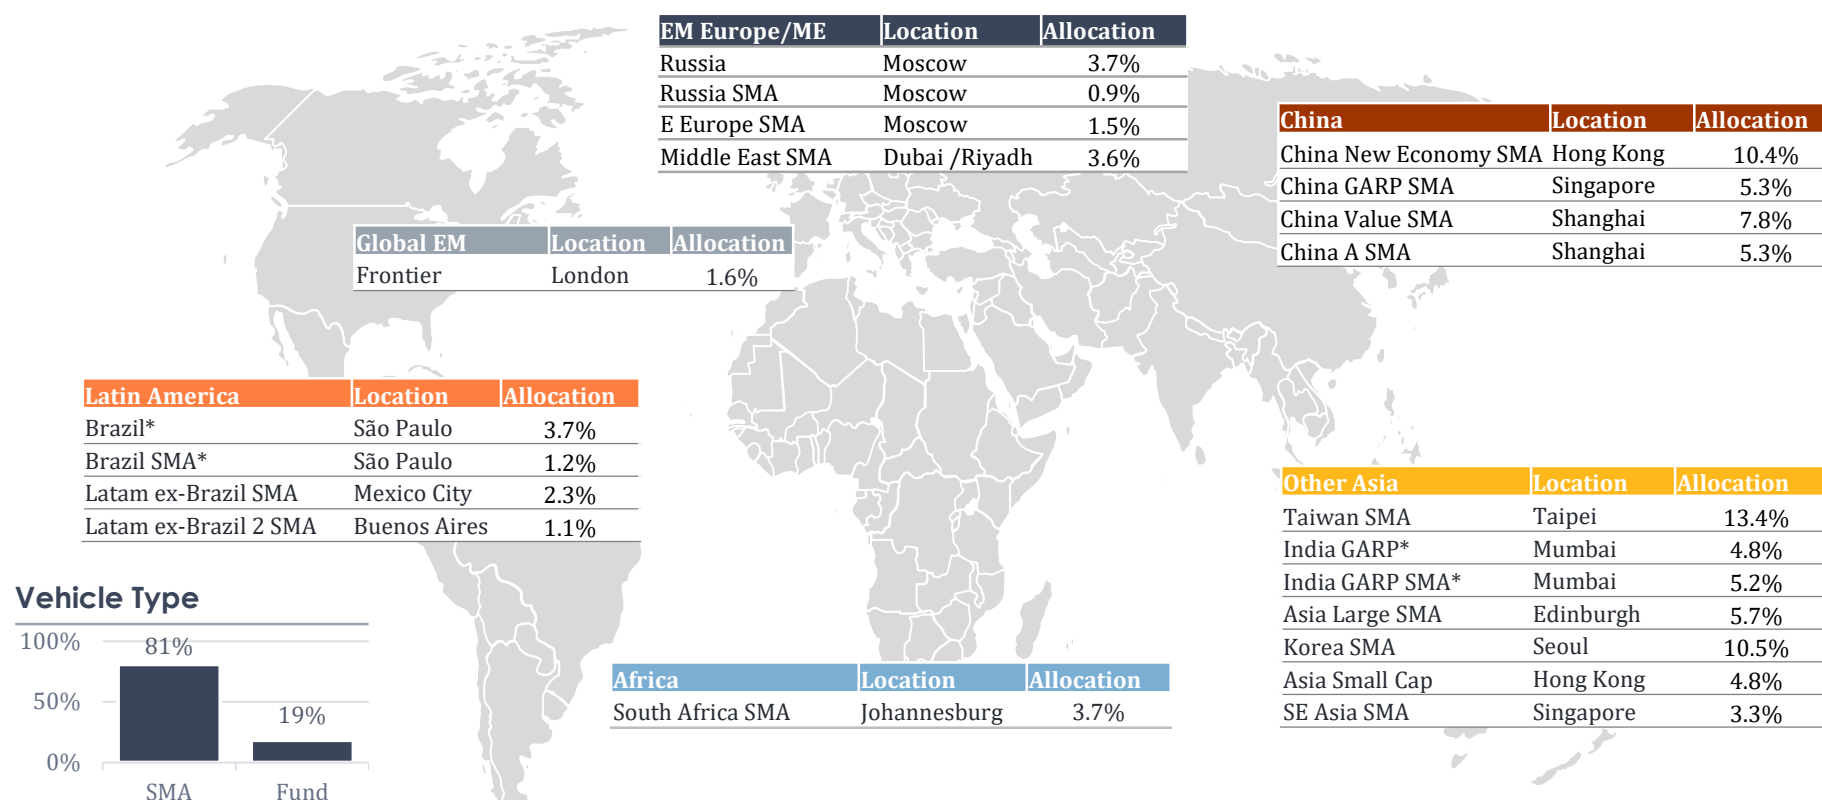 EM Europe/ME Location Allocation
Russia Moscow 3.7%
Russia SMA Moscow 0.9%
E Europe SMA Moscow 1.5%
Middle East SMA Dubai /Riyadh 3.6%
China Location Allocation
China New Economy SMA Hong Kong 10.4%
China GARP SMA Singapore 5.3%
China Value SMA Shanghai 7.8%
China A SMA Shanghai 5.3%
Global EM Location Allocation
Frontier London 1.6%
Latin America Location Allocation
Brazil* São Paulo 3.7%
Brazil SMA* São Paulo 1.2%
Latam ex-Brazil SMA Mexico City 2.3%
Latam ex-Brazil 2 SMA Buenos Aires 1.1%
Other Asia Location Allocation
Taiwan SMA Taipei 13.4%
India GARP* Mumbai 4.8%
India GARP SMA* Mumbai 5.2%
Asia Large SMA Edinburgh 5.7%
Korea SMA Seoul 10.5%
Asia Small Cap Hong Kong 4.8%
SE Asia SMA Singapore 3.3%
Africa Location Allocation
South Africa SMA Johannesburg 3.7%
Vehicle Type
100%
81%
50%
19%
0%
SMA Fund